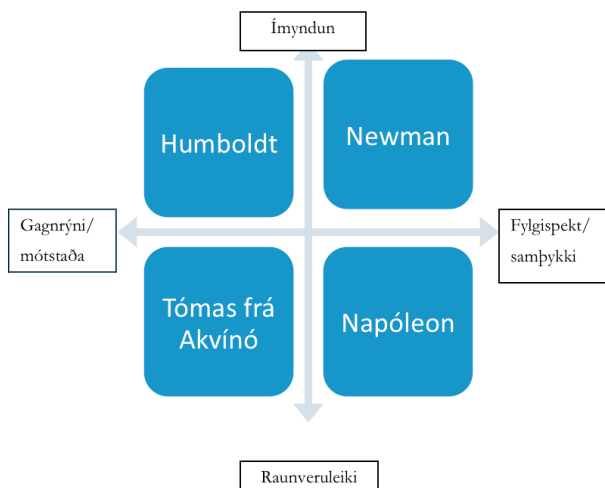 Ímyndun
Humboldt
Newman
Gagnrýni/
mótstaða
Fylgispekt/
samþykki
Tómas frá
Akvínó
Napóleon
Raunveruleiki